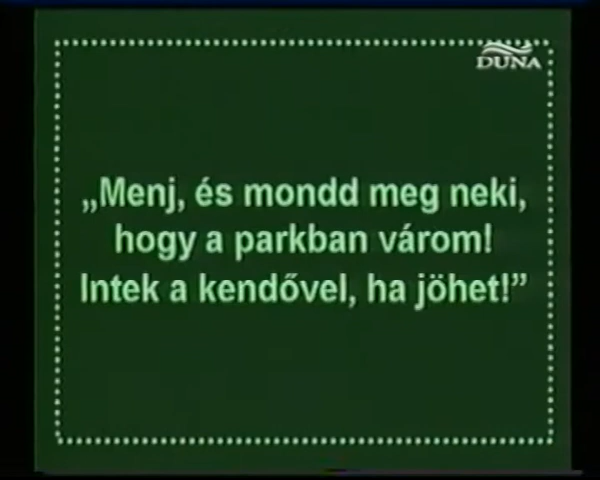 DUNA
„Menj, és mondd meg neki,
hogy a parkban várom!
Intek a kendővel, ha jöhet!”